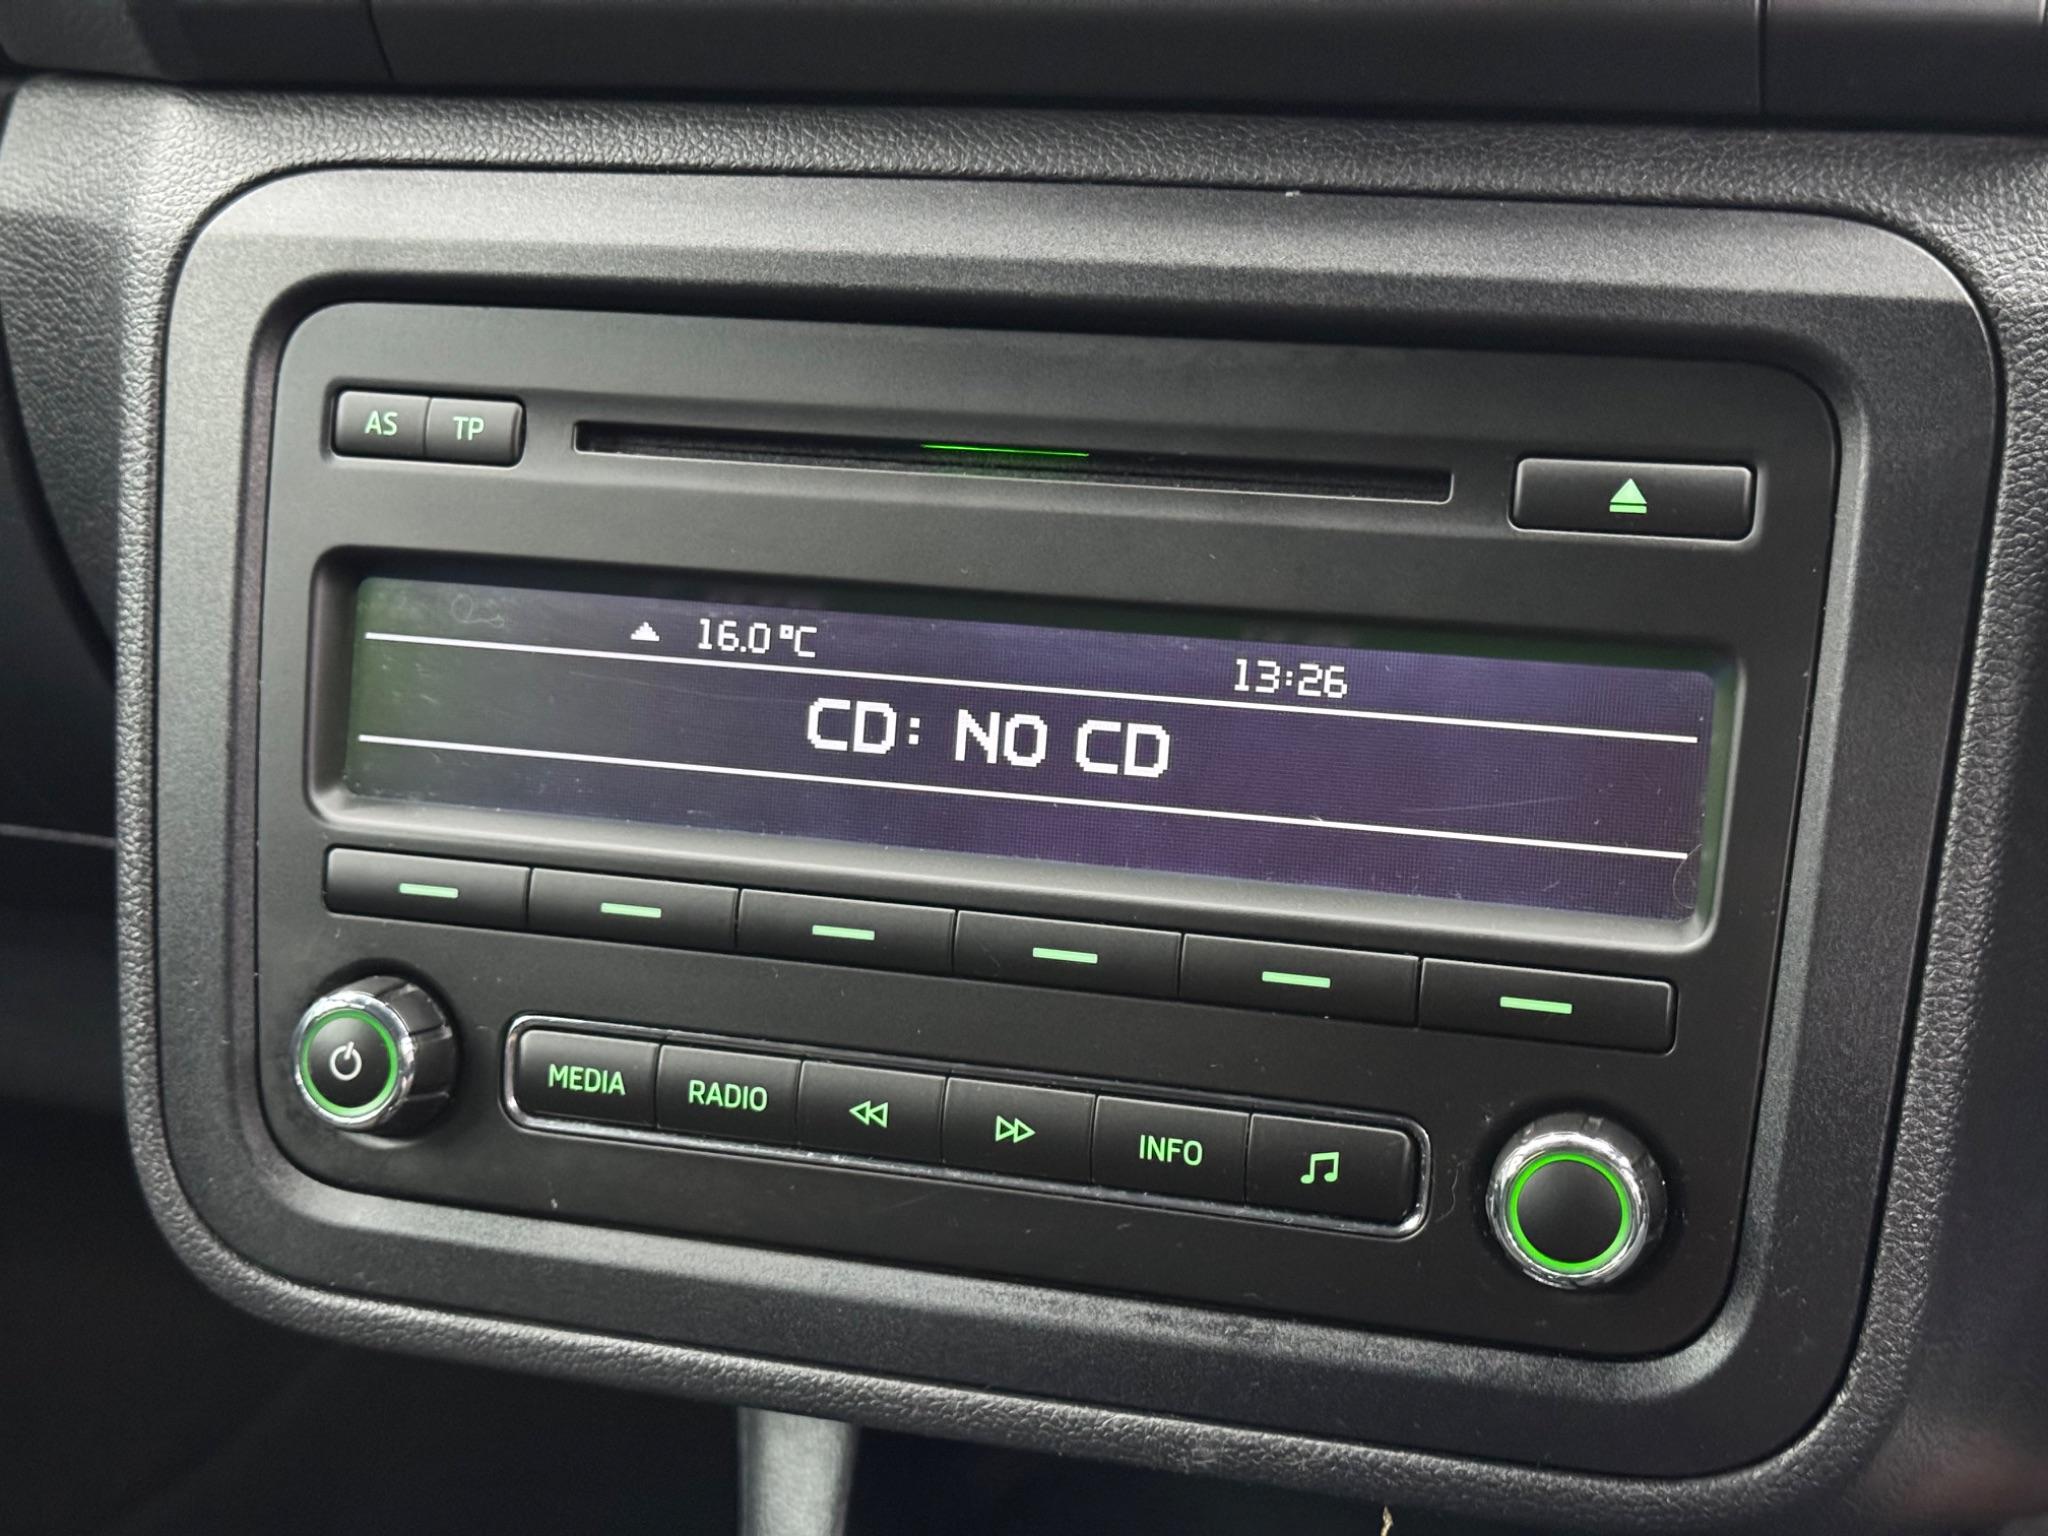 AS TP
16.0 °C 13:26
CD: NO CD
MEDIA RADIO INFO